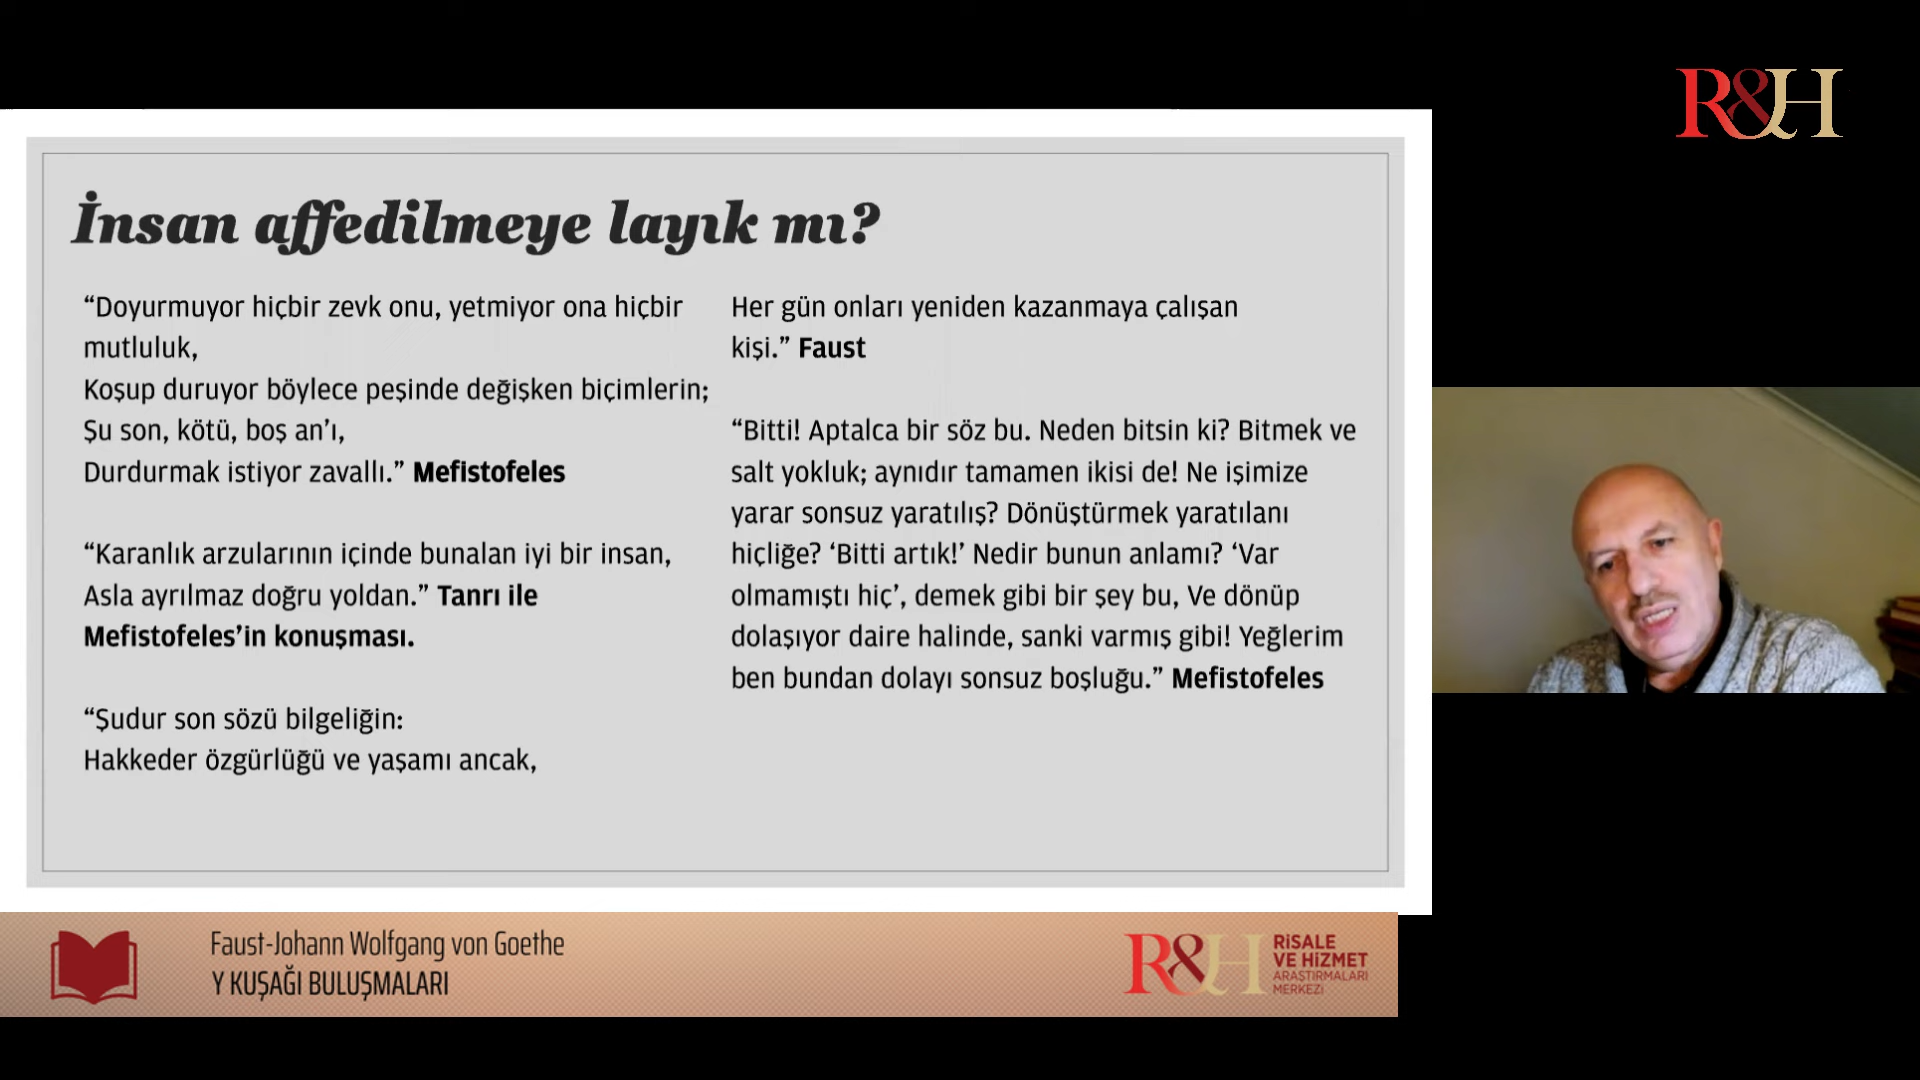 R&H
İnsan affedilmeye layık mı?
“Doyurmuyor hiçbir zevk onu, yetmiyor ona hiçbir
mutluluk,
Koşup duruyor böylece peşinde değişken biçimlerin;
Şu son, kötü, boş an’ı,
Durdurmak istiyor zavallı.” Mefistofeles
“Karanlık arzularının içinde bunalan iyi bir insan,
Asla ayrılmaz doğru yoldan.” Tanrı ile
Mefistofeles’in konuşması.
“Şudur son sözü bilgeliğin:
Hakkeder özgürlüğü ve yaşamı ancak,
Her gün onları yeniden kazanmaya çalışan
kişi.” Faust
“Bitti! Aptalca bir söz bu. Neden bitsin ki? Bitmek ve
salt yokluk; aynıdır tamamen ikisi de! Ne işimize
yarar sonsuz yaratılış? Dönüştürmek yaratılanı
hiçliğe? ‘Bitti artık!’ Nedir bunun anlamı? ‘Var
olmamıştı hiç’, demek gibi bir şey bu, Ve dönüp
dolaşıyor daire halinde, sanki varmış gibi! Yeğlerim
ben bundan dolayı sonsuz boşluğu.” Mefistofeles
Faust-Johann Wolfgang von Goethe
Y KUŞAĞI BULUŞMALARI
R&H
RİSALE
VE HİZMET
ARAŞTIRMALARI
MERKEZİ